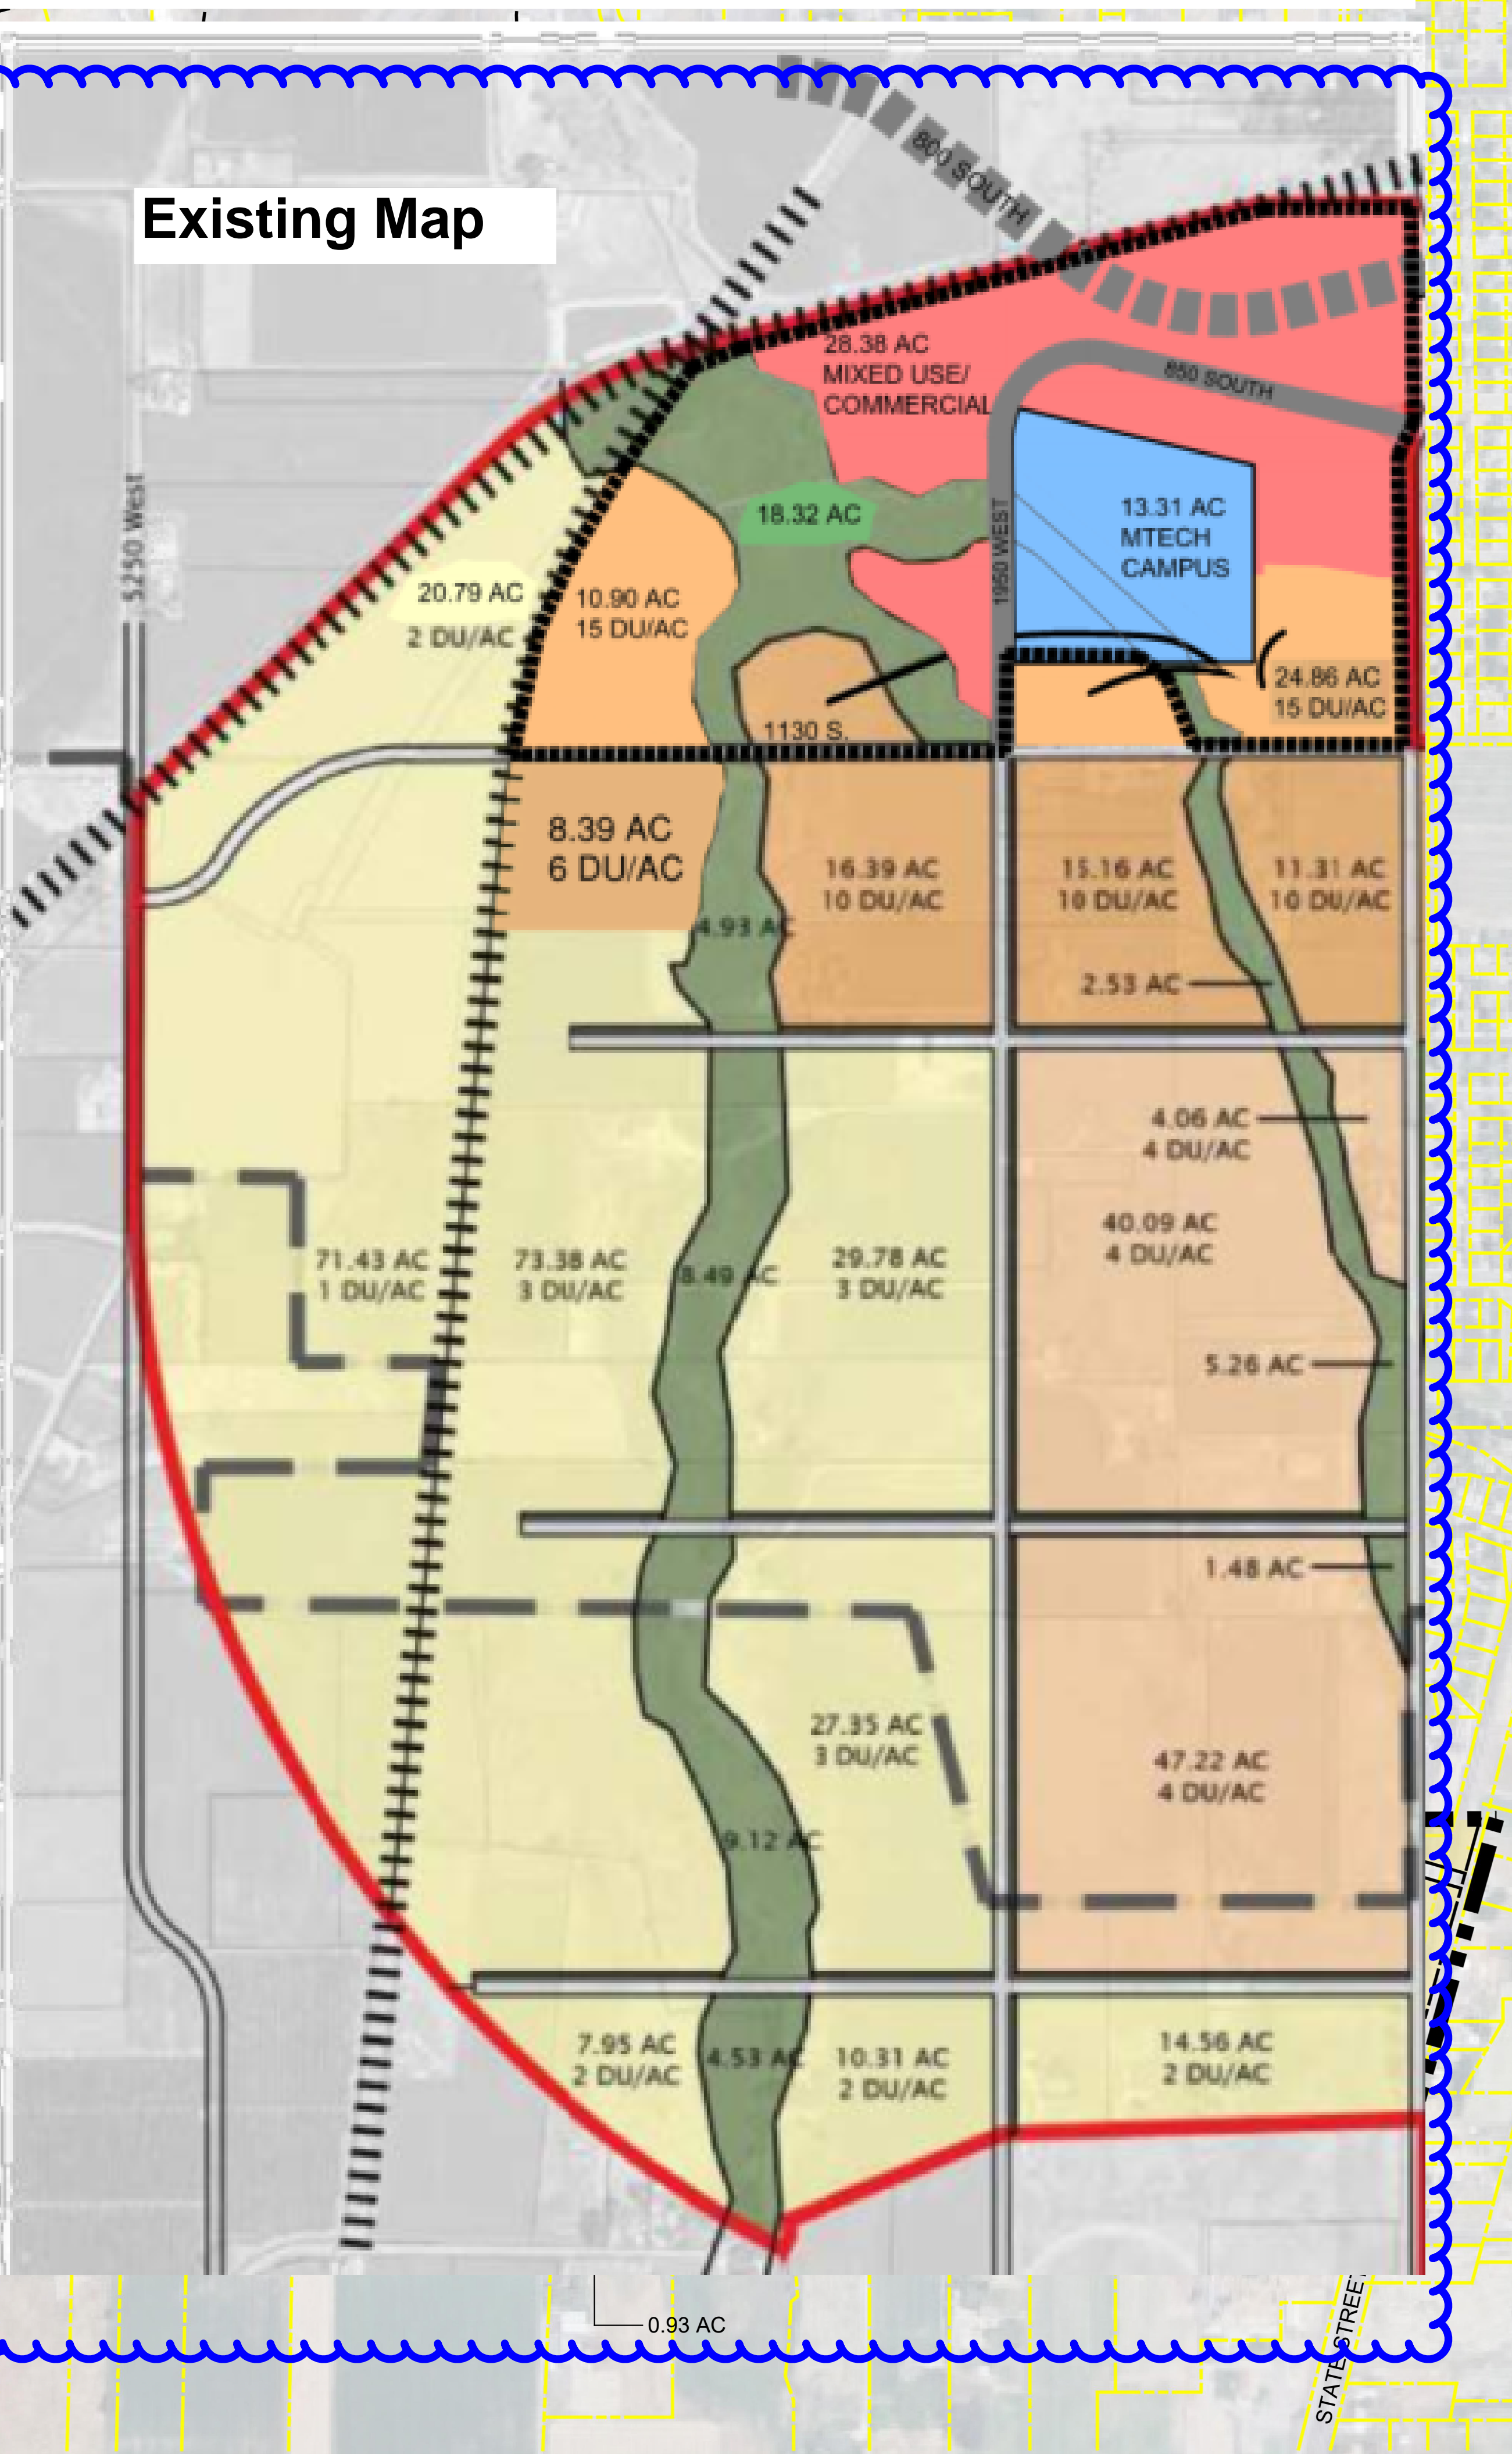 800 SOUTH
Existing Map
28.38 AC
MIXED USE/
COMMERCIAL
850 SOUTH
5250 West
18.32 AC
1950 WEST
13.31 AC
MTECH
CAMPUS
20.79 AC
2 DU/AC
10.90 AC
15 DU/AC
24.86 AC
15 DU/AC
1130 S.
8.39 AC
6 DU/AC
16.39 AC
10 DU/AC
15.16 AC
10 DU/AC
11.31 AC
10 DU/AC
4.93 AC
2.53 AC
4.06 AC
4 DU/AC
40.09 AC
4 DU/AC
71.43 AC
1 DU/AC
73.38 AC
3 DU/AC
8.49 AC
29.78 AC
3 DU/AC
5.26 AC
1.48 AC
27.35 AC
3 DU/AC
47.22 AC
4 DU/AC
9.12 AC
7.95 AC
2 DU/AC
4.53 AC
10.31 AC
2 DU/AC
14.56 AC
2 DU/AC
0.93 AC
STATE STREET